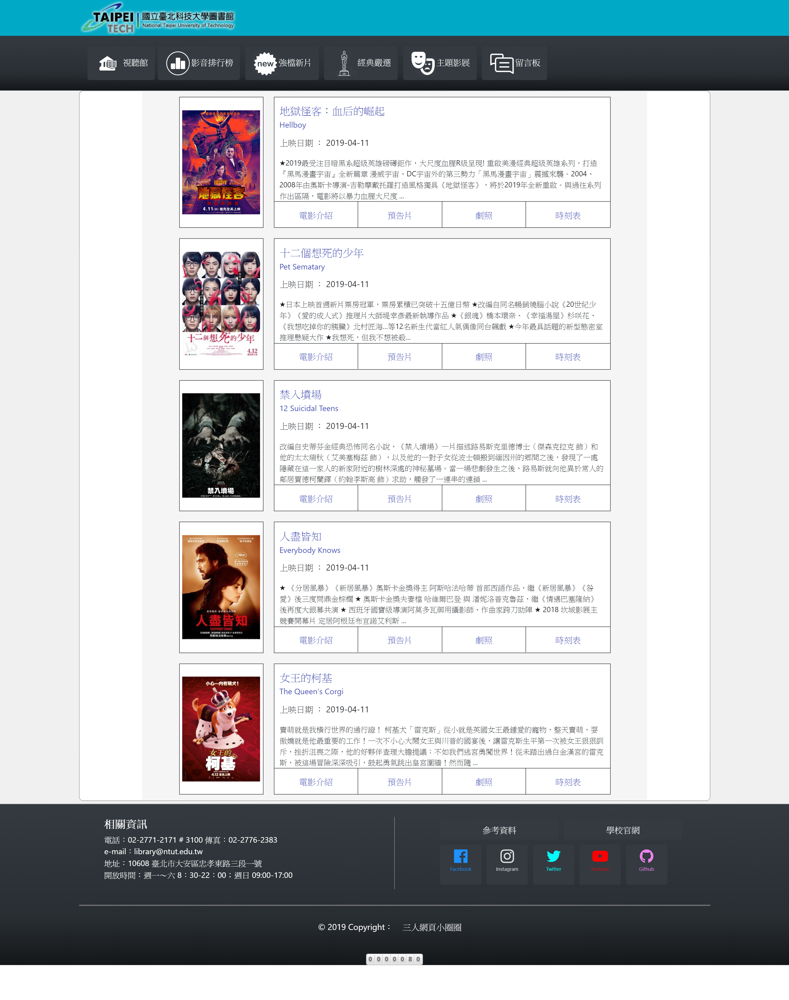 TAIPEI TECH
國立臺北科技大學圖書館
National Taipei University of Technology
視聽館
影音排行榜
new 強檔新片
經典嚴選
主題影展
留言板
HELLBOY
地獄怪客
4.11(四) 搶先全美上映
地獄怪客：血后的崛起
Hellboy
上映日期 ： 2019-04-11
★2019最受注目暗黑系超級英雄磅礡鉅作，大尺度血腥R級呈現! 重啟美漫經典超級英雄系列，打造
『黑馬漫畫宇宙』全新篇章 漫威宇宙、DC宇宙外的第三勢力「黑馬漫畫宇宙」震撼來襲。2004、
2008年由奧斯卡導演-吉勒摩戴托羅打造風格獨具《地獄怪客》，將於2019年全新重啟。與過往系列
作出區隔，電影將以暴力血腥大尺度 ...
電影介紹
預告片
劇照
時刻表
十二個想死的少年
4.12
十二個想死的少年
Pet Sematary
上映日期 ： 2019-04-11
★日本上映首週新片票房冠軍，票房累積已突破十五億日幣 ★改編自同名暢銷燒腦小說《20世紀少
年》《愛的成人式》推理片大師堤幸彥最新執導作品 ★《銀魂》橋本環奈、《幸福湯屋》杉咲花、
《我想吃掉你的胰臟》北村匠海...等12名新生代當紅人氣偶像同台飆戲 ★今年最具話題的新型態密室
推理懸疑大作 ★我想死，但我不想被殺...
電影介紹
預告片
劇照
時刻表
禁入墳場
禁入墳場
12 Suicidal Teens
上映日期 ： 2019-04-11
改編自史蒂芬金經典恐怖同名小說，《禁入墳場》一片描述路易斯克里德博士（傑森克拉克 飾）和
他的太太瑞秋（艾美塞梅茲 飾），以及他的一對子女從波士頓搬到緬因州的鄉間之後，發現了一處
隱藏在這一家人的新家附近的樹林深處的神秘墓場。當一場悲劇發生之後，路易斯就向他異於常人的
鄰居賈德柯蘭鐸（約翰李斯高 飾）求助，觸發了一連串的連鎖 ...
電影介紹
預告片
劇照
時刻表
人盡皆知
EVERYBODY KNOWS
人盡皆知
Everybody Knows
上映日期 ： 2019-04-11
★ 《分居風暴》《新居風暴》奧斯卡金獎得主 阿斯哈法哈蒂 首部西語作品，繼《新居風暴》《咎
愛》後三度問鼎金棕櫚 ★ 奧斯卡金獎夫妻檔 哈維爾巴登 與 潘妮洛普克魯茲，繼《情遇巴塞隆納》
後再度大銀幕共演 ★ 西班牙國寶級導演阿莫多瓦御用攝影師、作曲家跨刀助陣 ★ 2018 坎城影展主
競賽開幕片 定居阿根廷布宜諾艾利斯 ...
電影介紹
預告片
劇照
時刻表
小心…內有萌犬！
女王的
柯基
4.12 全台上映
女王的柯基
The Queen’s Corgi
上映日期 ： 2019-04-11
賣萌就是我橫行世界的通行證！ 柯基犬「雷克斯」從小就是英國女王最鍾愛的寵物，整天賣萌、耍
傲嬌就是他最重要的工作！一次不小心大鬧女王與川普的國宴後，讓雷克斯生平第一次被女王狠狠訓
斥，挫折沮喪之際，他的好夥伴查理大膽提議：不如我們逃宮勇闖世界！從未踏出過白金漢宮的雷克
斯，被這場冒險深深吸引，鼓起勇氣跳出皇宮圍牆！然而隨 ...
電影介紹
預告片
劇照
時刻表
相關資訊
電話：02-2771-2171 # 3100 傳真：02-2776-2383
e-mail：library@ntut.edu.tw
地址：10608 臺北市大安區忠孝東路三段一號
開放時間：週一～六 8：30-22：00；週日 09:00-17:00
參考資料
學校官網
Facebook
Instagram
Twitter
Youtube
Github
© 2019 Copyright： 三人網頁小圈圈
0000080